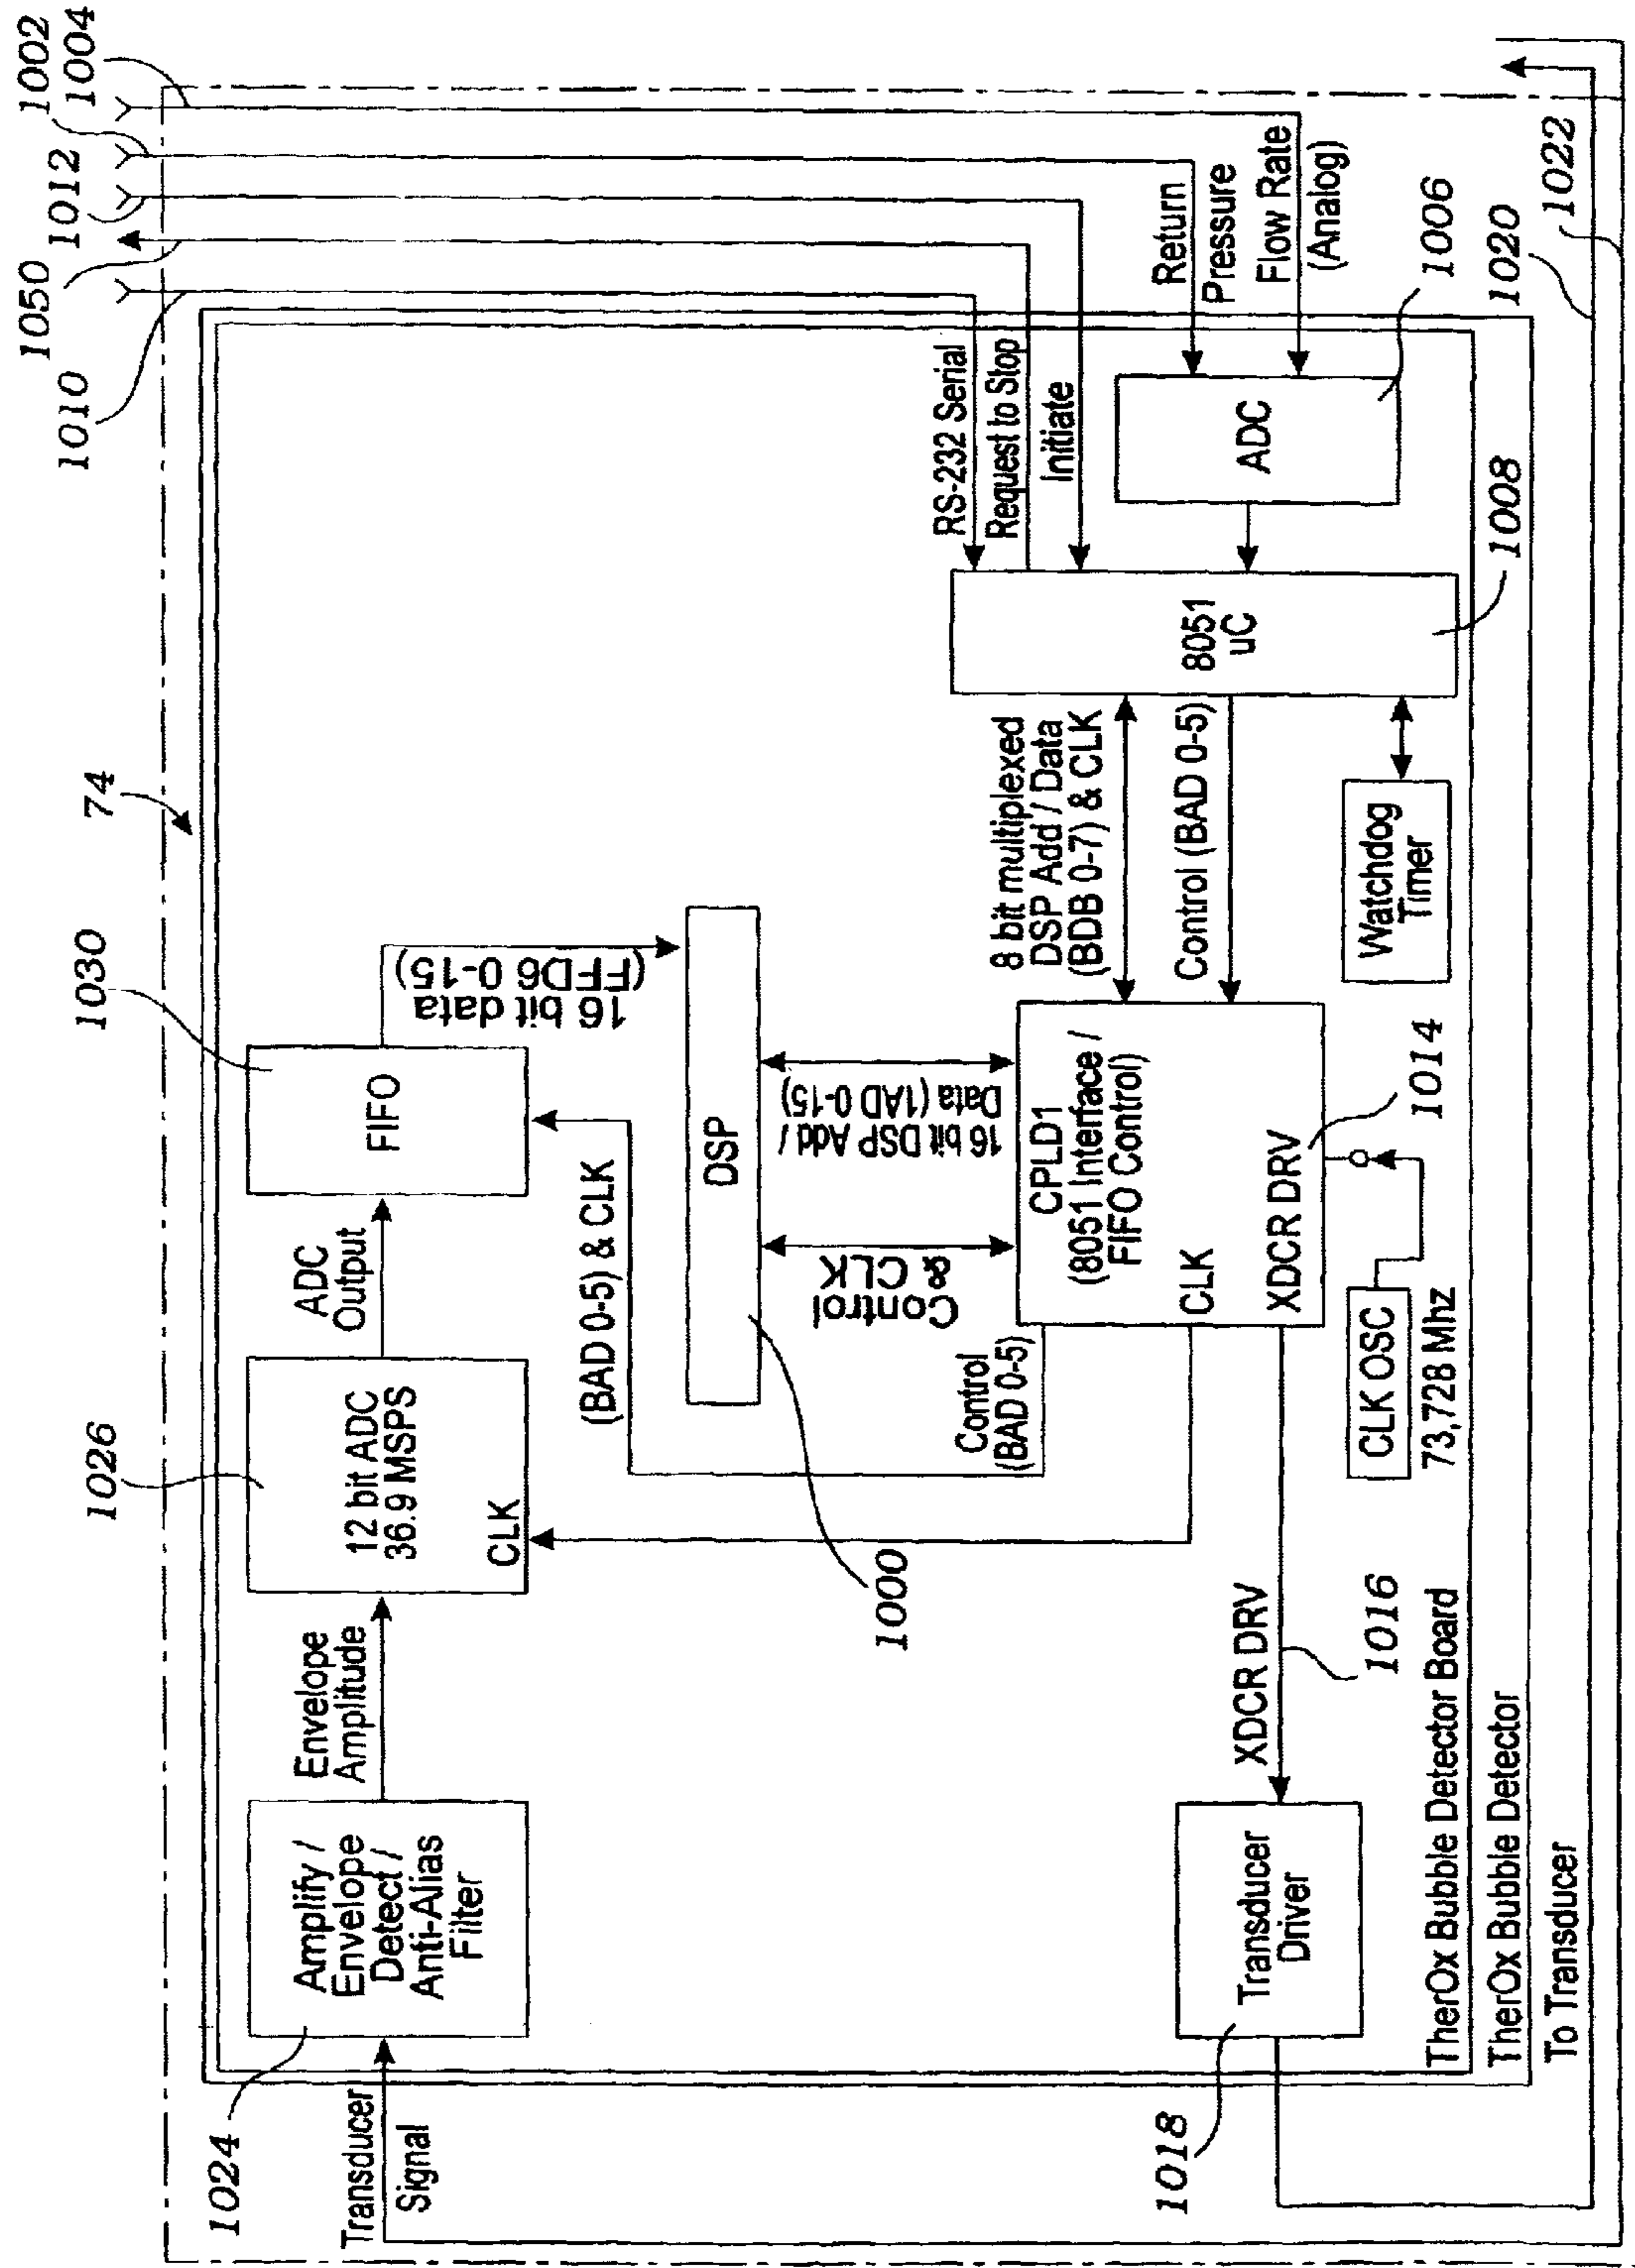 1002
1004
1012
1050
1010
74
1030
1026
1024
Transducer
Signal
Amplify /
Envelope
Detect /
Anti-Alias
Filter
Envelope
Amplitude
12 bit ADC
36.9 MSPS
CLK
ADC
Output
FIFO
16 bit data
(FFD6 0-15)
(BAD 0-5) & CLK
DSP
1000
Control
& CLK
16 bit DSP Add /
Data (1AD 0-15)
Control
(BAD 0-5)
CPLD1
(8051 Interface /
FIFO Control)
CLK
XDCR DRV
1014
CLK OSC
73,728 Mhz
8 bit multiplexed
DSP Add / Data
(BDB 0-7) & CLK
Control (BAD 0-5)
Watchdog
Timer
8051
uC
1008
RS-232 Serial
Request to Stop
Initiate
ADC
1006
Return
Pressure
Flow Rate
(Analog)
XDCR DRV
1016
Transducer
Driver
1018
TherOx Bubble Detector Board
TherOx Bubble Detector
To Transducer
1020
1022